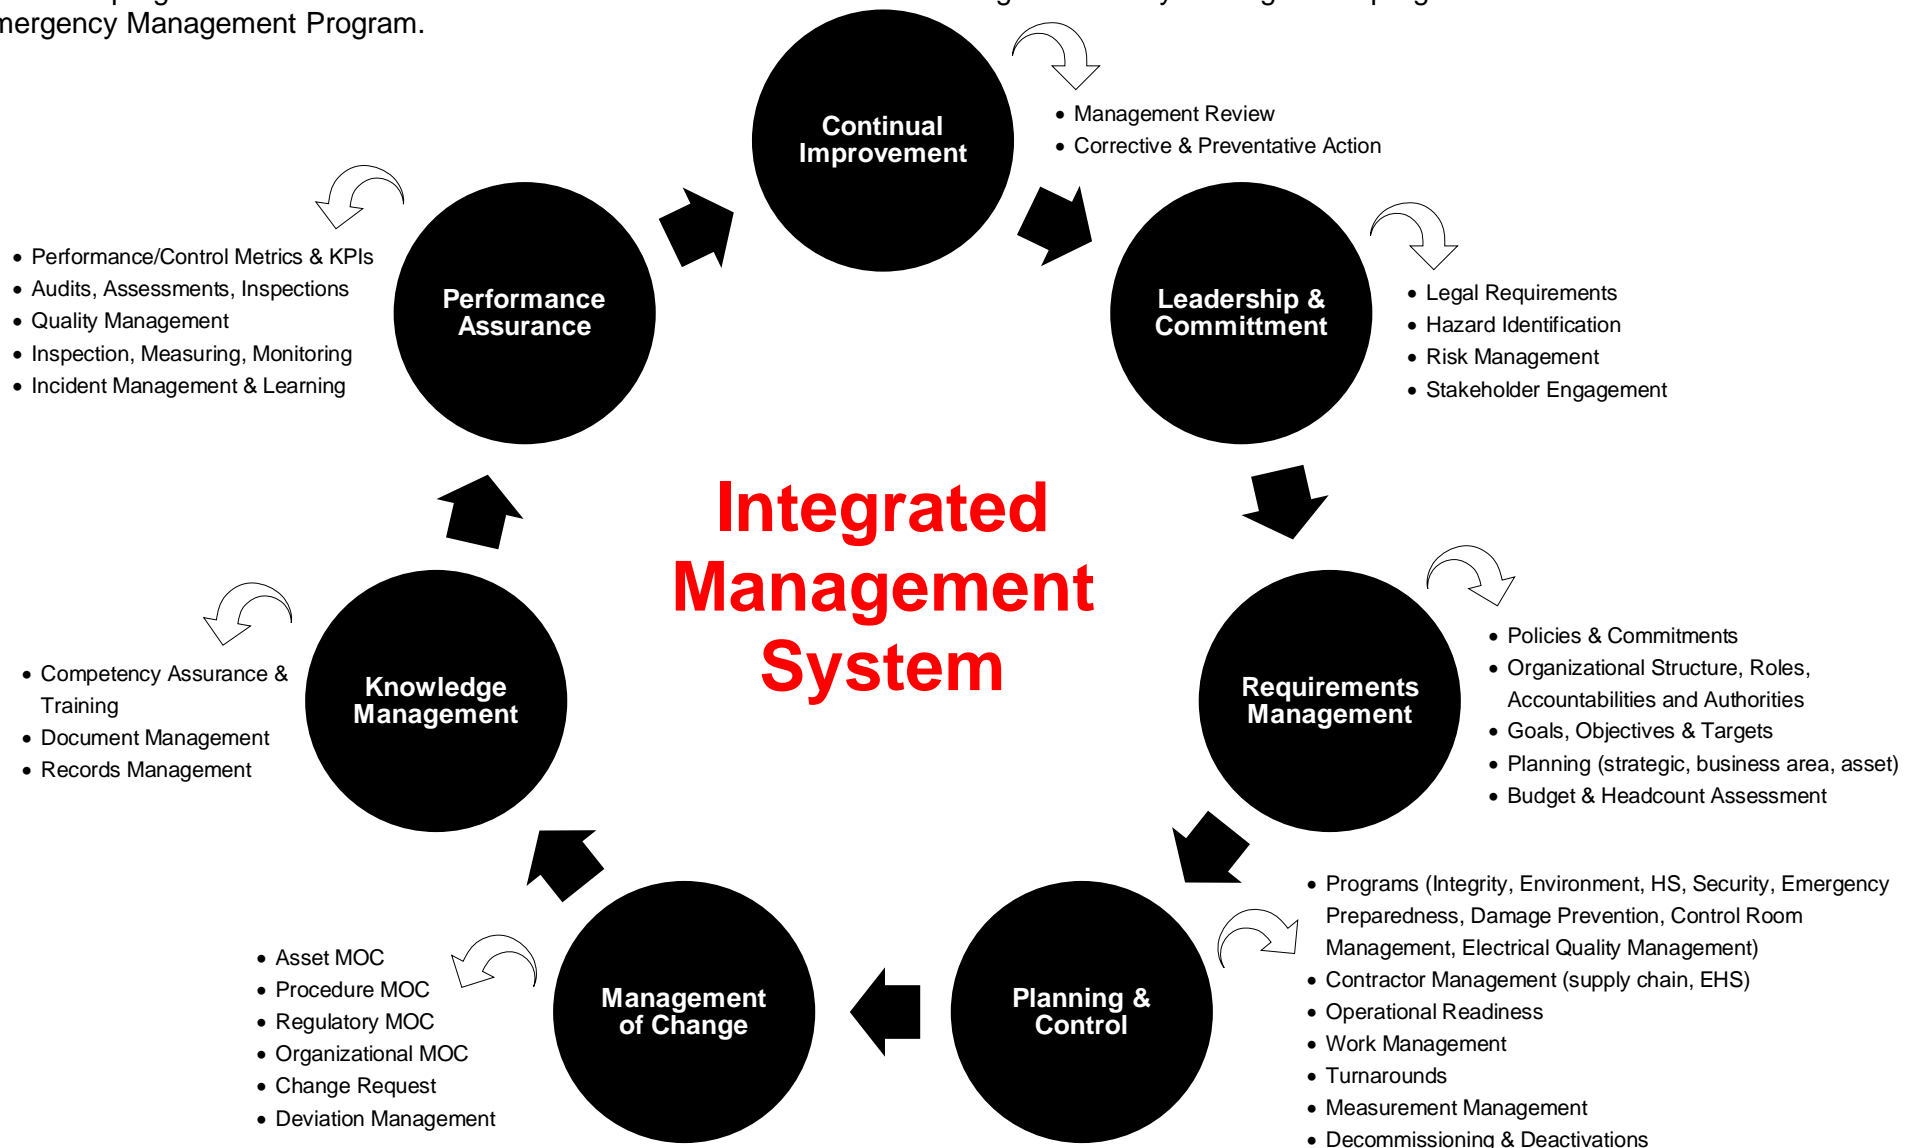 mergency Management Program.
Continual
Improvement
• Management Review
• Corrective & Preventative Action
Leadership &
Committment
• Legal Requirements
• Hazard Identification
• Risk Management
• Stakeholder Engagement
Requirements
Management
• Policies & Commitments
• Organizational Structure, Roles,
Accountabilities and Authorities
• Goals, Objectives & Targets
• Planning (strategic, business area, asset)
• Budget & Headcount Assessment
Planning &
Control
• Programs (Integrity, Environment, HS, Security, Emergency
Preparedness, Damage Prevention, Control Room
Management, Electrical Quality Management)
• Contractor Management (supply chain, EHS)
• Operational Readiness
• Work Management
• Turnarounds
• Measurement Management
• Decommissioning & Deactivations
Management
of Change
• Asset MOC
• Procedure MOC
• Regulatory MOC
• Organizational MOC
• Change Request
• Deviation Management
Knowledge
Management
• Competency Assurance &
Training
• Document Management
• Records Management
Performance
Assurance
• Performance/Control Metrics & KPIs
• Audits, Assessments, Inspections
• Quality Management
• Inspection, Measuring, Monitoring
• Incident Management & Learning
Integrated
Management
System